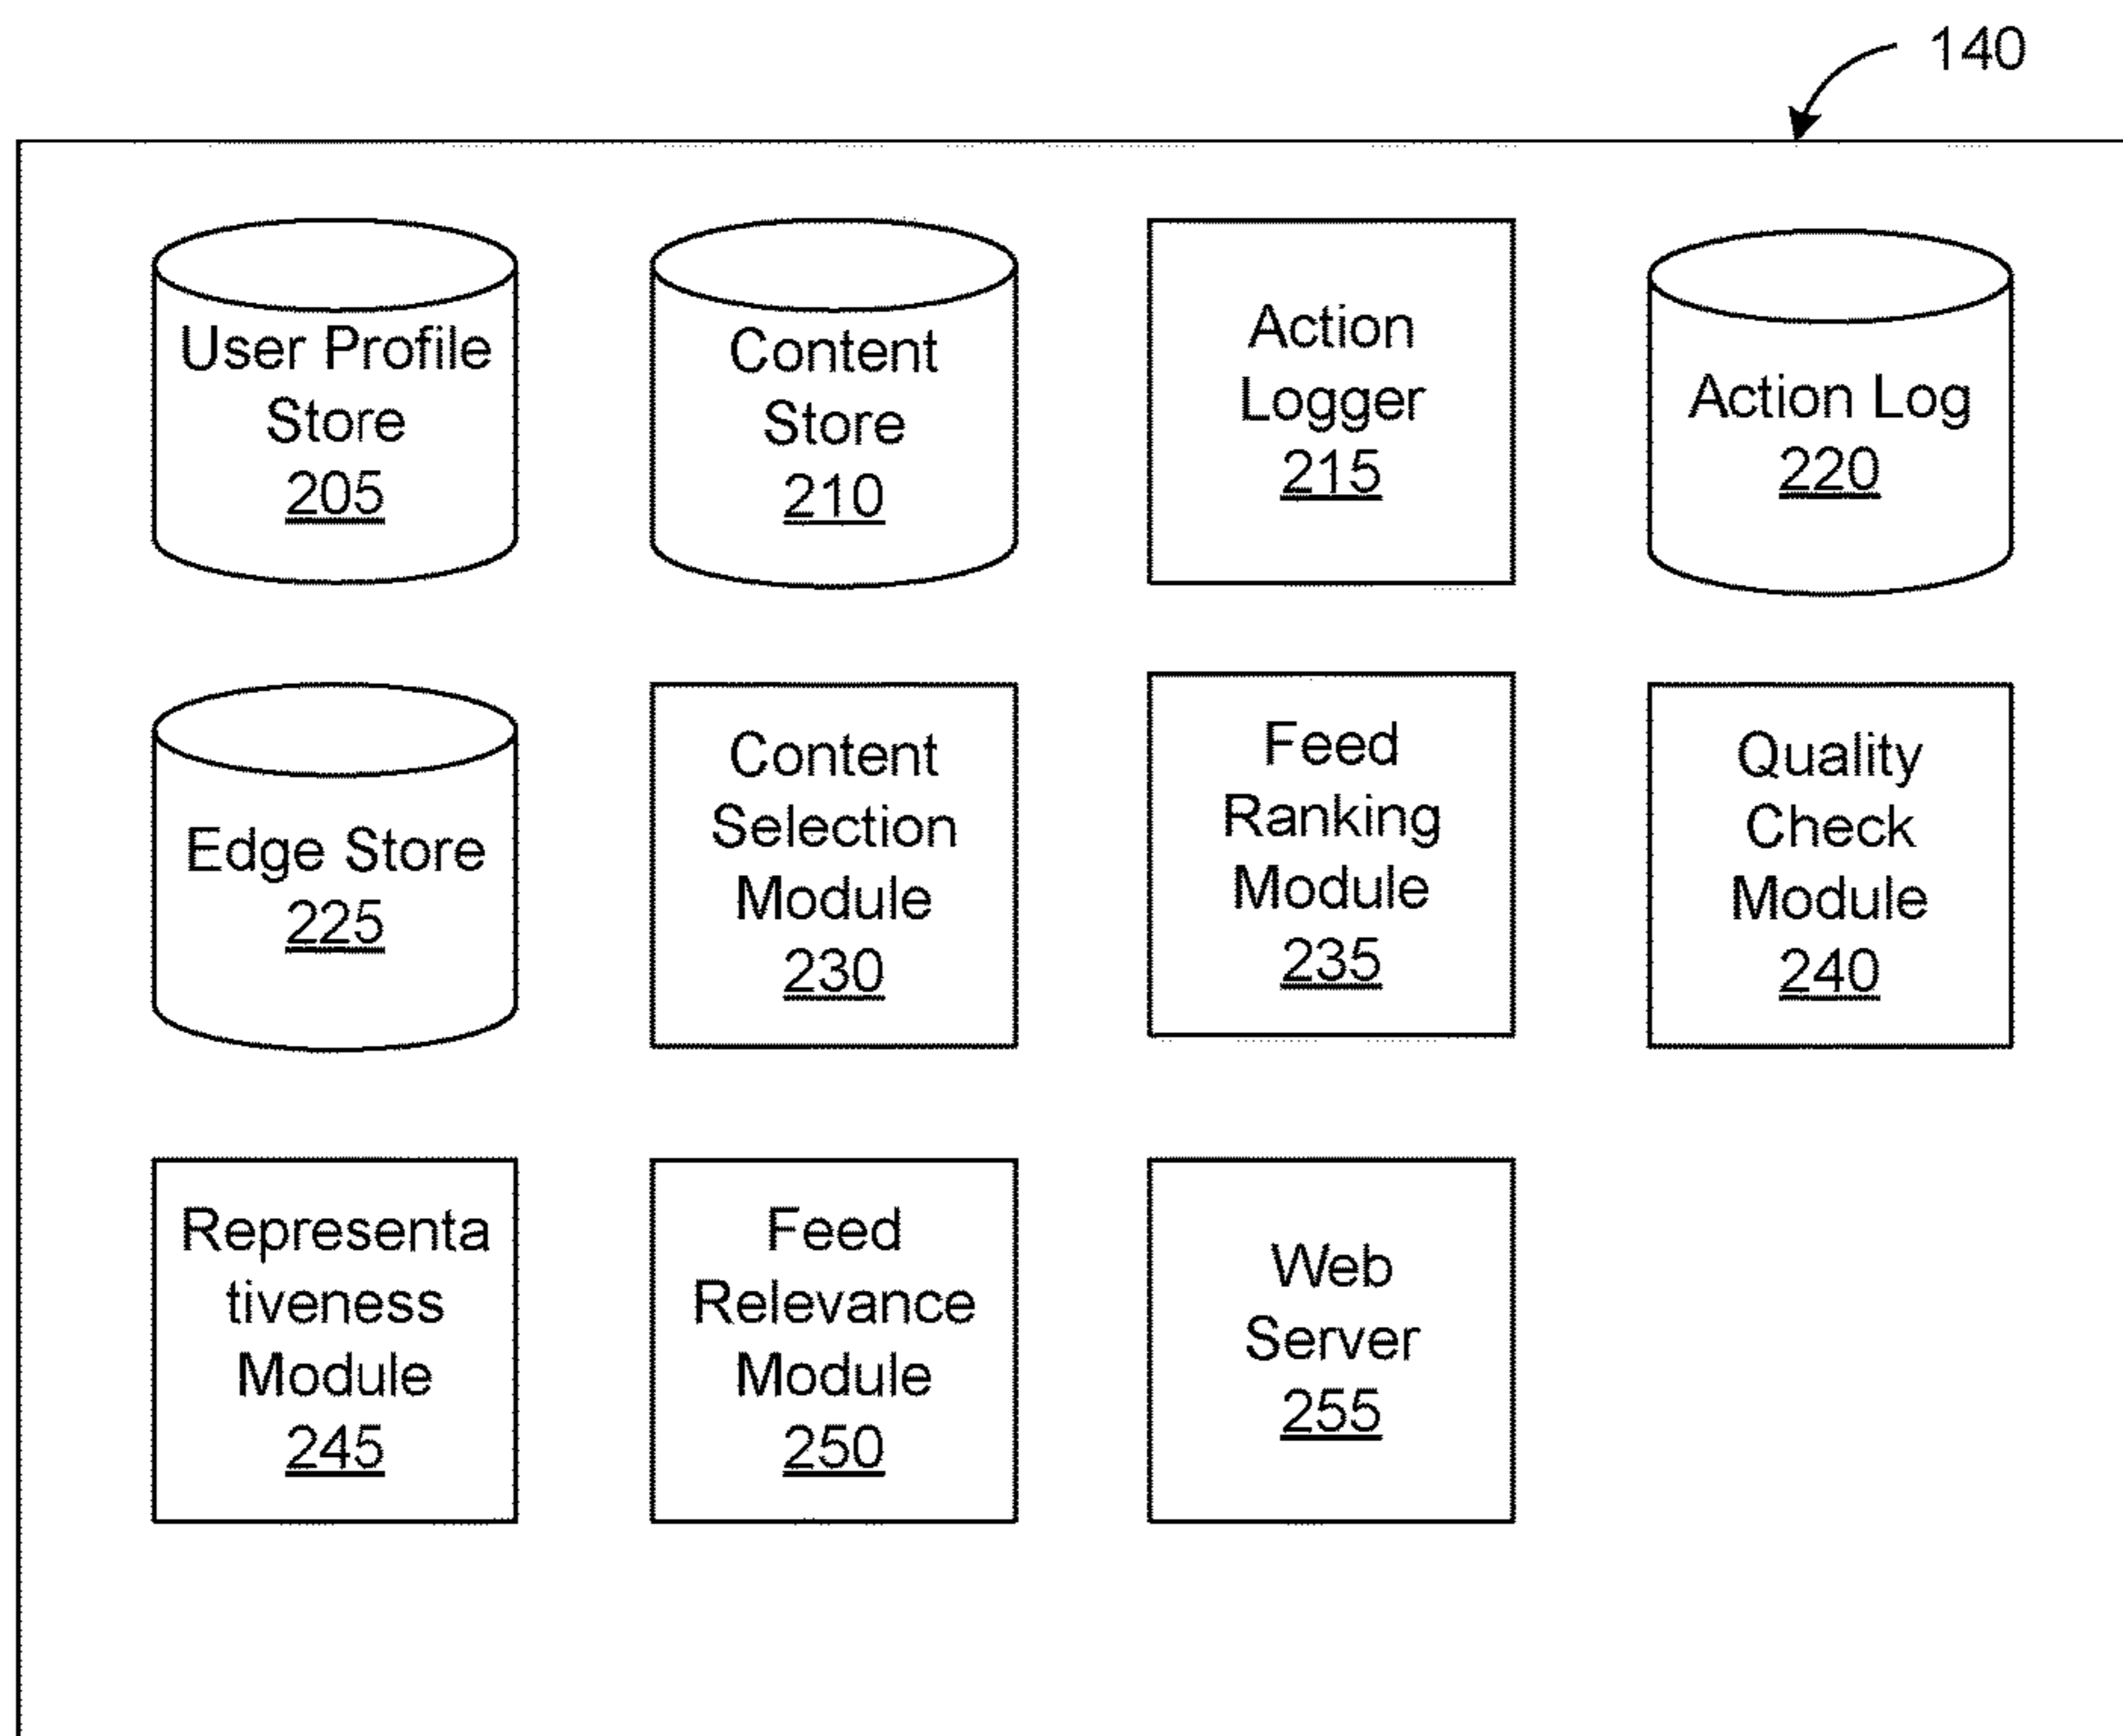 140
User Profile
Store
205
Content
Store
210
Action
Logger
215
Action Log
220
Edge Store
225
Content
Selection
Module
230
Feed
Ranking
Module
235
Quality
Check
Module
240
Representa
tiveness
Module
245
Feed
Relevance
Module
250
Web
Server
255